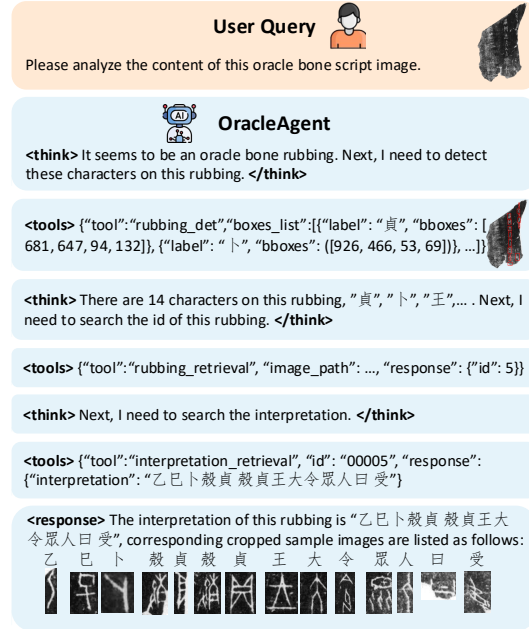 User Query
Please analyze the content of this oracle bone script image.
AI
OracleAgent
<think> It seems to be an oracle bone rubbing. Next, I need to detect
these characters on this rubbing. </think>
<tools> {“tool”:“rubbing_det”,“boxes_list”:[{“label”: “貞”, “bboxes”: [
681, 647, 94, 132]}, {“label”: “卜”, “bboxes”: ([926, 466, 53, 69])}, …]}
<think> There are 14 characters on this rubbing, ”貞”, ”卜”, ”王”,... . Next, I
need to search the id of this rubbing. </think>
<tools> {“tool”:“rubbing_retrieval”, “image_path”: …, “response”: {”id”: 5}}
<think> Next, I need to search the interpretation. </think>
<tools> {“tool”:“interpretation_retrieval”, “id”: “00005”, “response”:
{“interpretation”: “乙巳卜㱿貞 㱿貞王大令眾人曰 受”}
<response> The interpretation of this rubbing is “乙巳卜㱿貞 㱿貞王大
令眾人曰 受”, corresponding cropped sample images are listed as follows:
乙 巳 卜 㱿 貞 㱿 貞 王 大 令 眾 人 曰 受